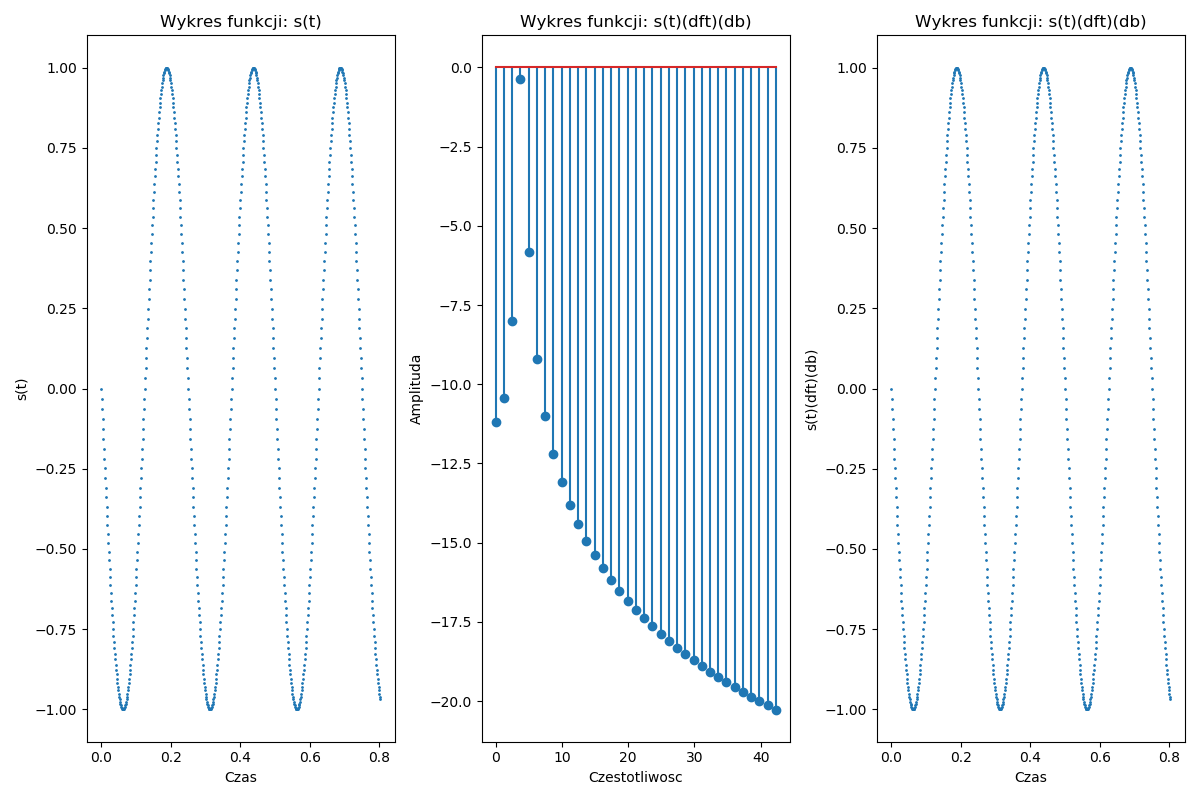 Wykres funkcji: s(t)
s(t)
1.00
0.75
0.50
0.25
0.00
−0.25
−0.50
−0.75
−1.00
0.0 0.2 0.4 0.6 0.8
Czas
Wykres funkcji: s(t)(dft)(db)
Amplituda
0.0
−2.5
−5.0
−7.5
−10.0
−12.5
−15.0
−17.5
−20.0
0 10 20 30 40
Czestotliwosc
Wykres funkcji: s(t)(dft)(db)
s(t)(dft)(db)
1.00
0.75
0.50
0.25
0.00
−0.25
−0.50
−0.75
−1.00
0.0 0.2 0.4 0.6 0.8
Czas